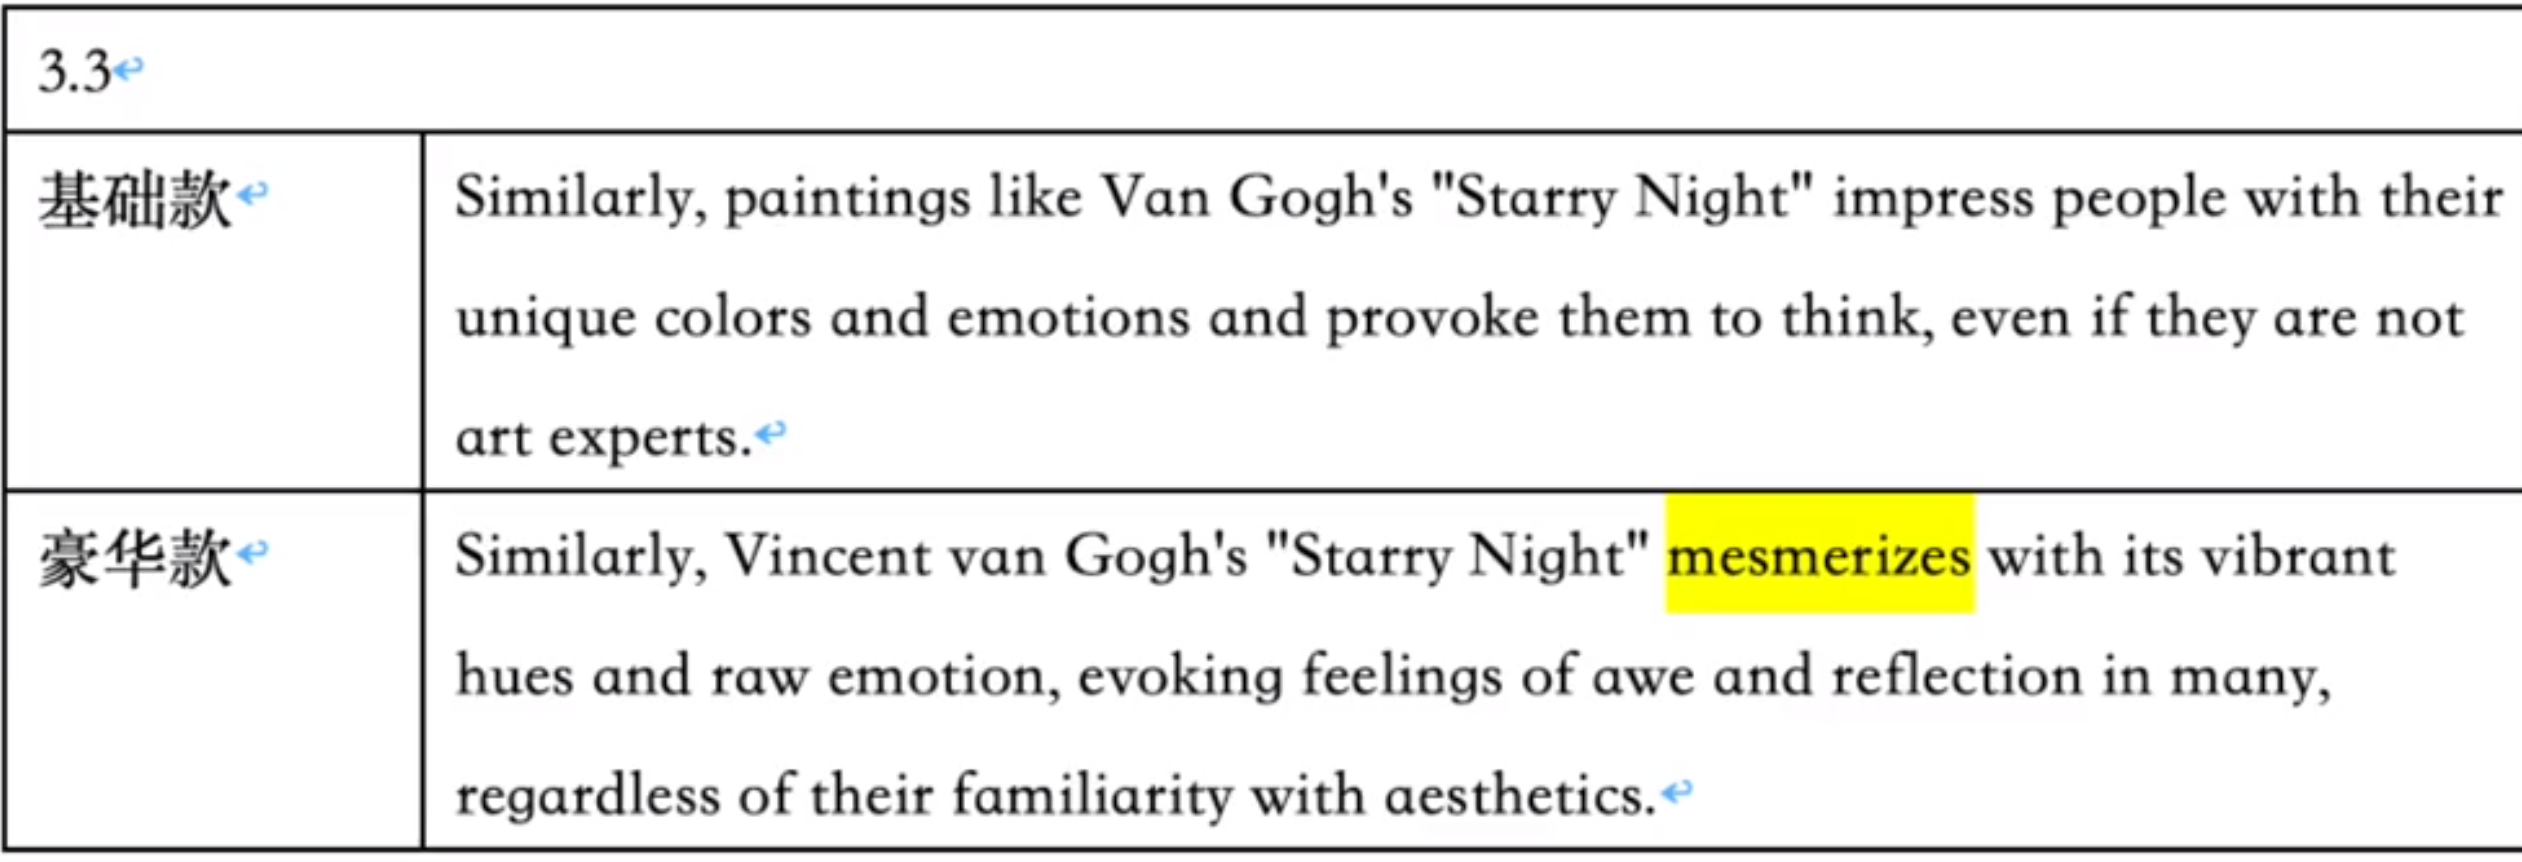 3.3
基础款
Similarly, paintings like Van Gogh's "Starry Night" impress people with their
unique colors and emotions and provoke them to think, even if they are not
art experts.
豪华款
Similarly, Vincent van Gogh's "Starry Night" mesmerizes with its vibrant
hues and raw emotion, evoking feelings of awe and reflection in many,
regardless of their familiarity with aesthetics.